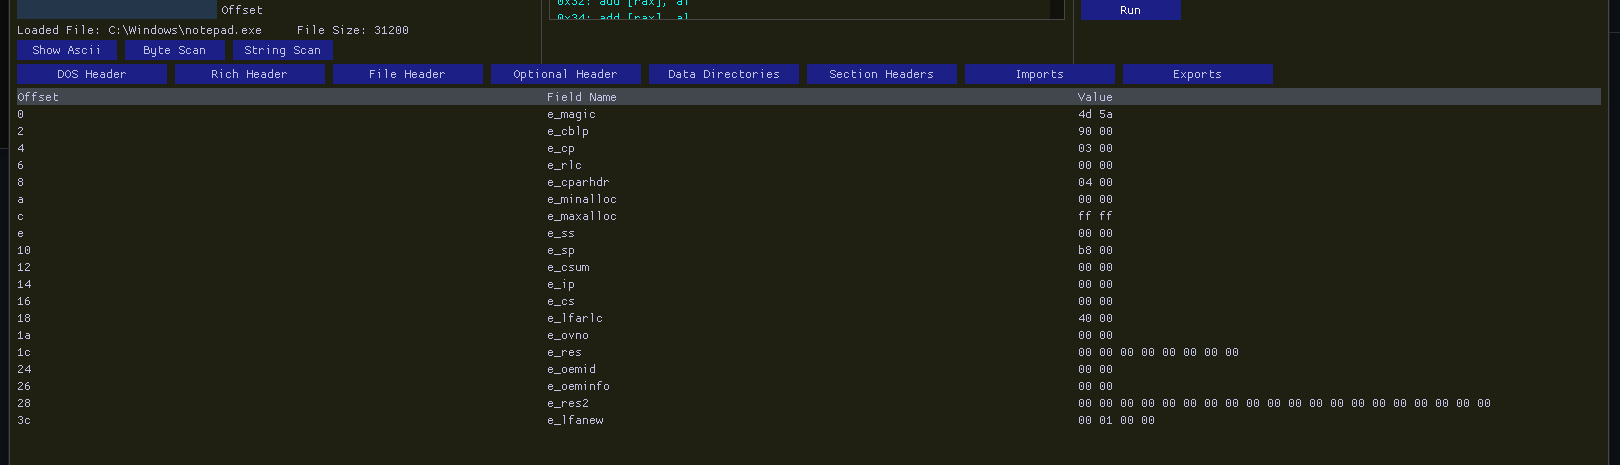 0x32: add [rax], al
Offset
0x34: add [rax], al
Run
Loaded File: C:\Windows\notepad.exe File Size: 31200
Show Ascii Byte Scan String Scan
DOS Header Rich Header File Header Optional Header Data Directories Section Headers Imports Exports
Offset Field Name Value
0 e_magic 4d 5a
2 e_cblp 90 00
4 e_cp 03 00
6 e_rlc 00 00
8 e_cparhdr 04 00
a e_minalloc 00 00
c e_maxalloc ff ff
e e_ss 00 00
10 e_sp b8 00
12 e_csum 00 00
14 e_ip 00 00
16 e_cs 00 00
18 e_lfarlc 40 00
1a e_ovno 00 00
1c e_res 00 00 00 00 00 00 00 00
24 e_oemid 00 00
26 e_oeminfo 00 00
28 e_res2 00 00 00 00 00 00 00 00 00 00 00 00 00 00 00 00 00 00 00 00
3c e_lfanew 00 01 00 00